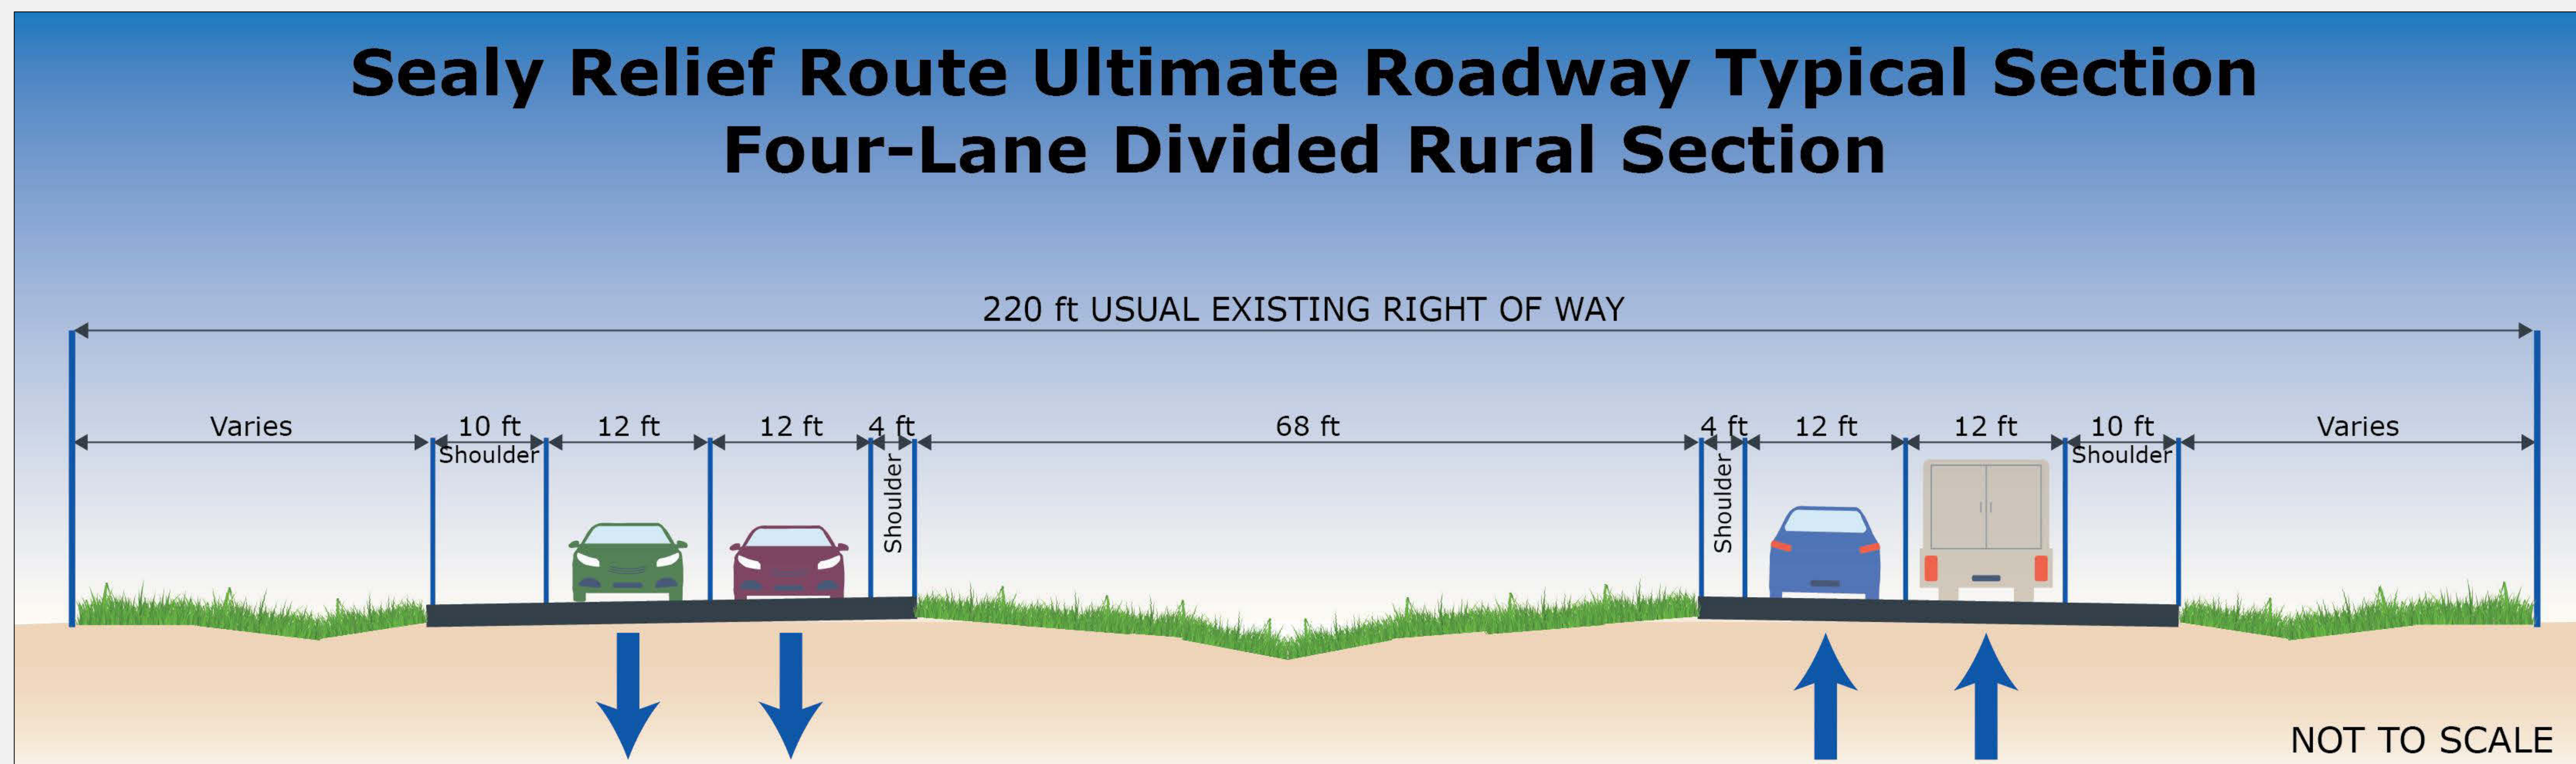 Sealy Relief Route Ultimate Roadway Typical Section
Four-Lane Divided Rural Section
220 ft USUAL EXISTING RIGHT OF WAY
Varies 10 ft 12 ft 12 ft 4 ft 68 ft 4 ft 12 ft 12 ft 10 ft Varies
Shoulder Shoulder Shoulder Shoulder
NOT TO SCALE